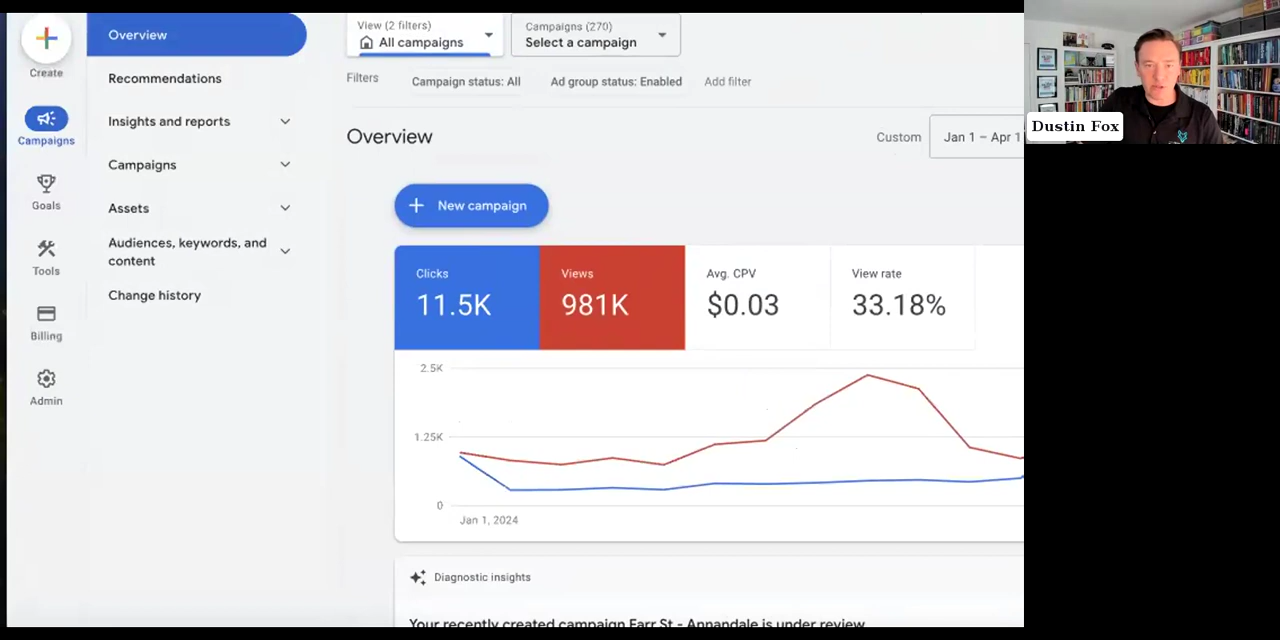 Create
Campaigns
Goals
Tools
Billing
Admin
Overview
Recommendations
Insights and reports
Campaigns
Assets
Audiences, keywords, and
content
Change history
View (2 filters)
All campaigns
Campaigns (270)
Select a campaign
Filters
Campaign status: All
Ad group status: Enabled
Add filter
Overview
Custom
Jan 1 – Apr 1
New campaign
Clicks
11.5K
Views
981K
Avg. CPV
$0.03
View rate
33.18%
2.5K
1.25K
0
Jan 1, 2024
Diagnostic insights
Your recently created campaign Farr St - Annandale is under review
Dustin Fox